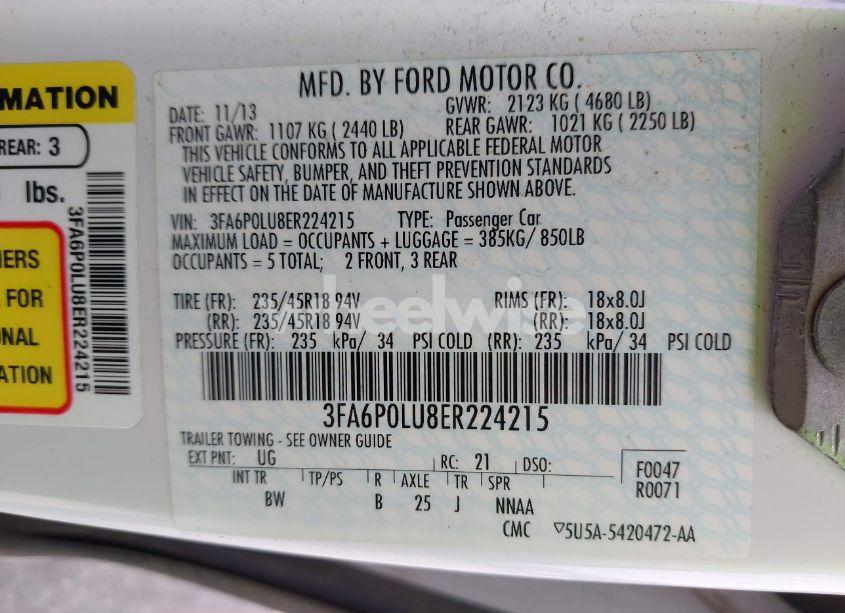 MATION
REAR: 3
lbs.
3FA6P0LU8ER224215
FOR
ONAL
ATION
MFD. BY FORD MOTOR CO.
DATE: 11/13 GVWR: 2123 KG ( 4680 LB)
FRONT GAWR: 1107 KG ( 2440 LB) REAR GAWR: 1021 KG ( 2250 LB)
THIS VEHICLE CONFORMS TO ALL APPLICABLE FEDERAL MOTOR
VEHICLE SAFETY, BUMPER, AND THEFT PREVENTION STANDARDS
IN EFFECT ON THE DATE OF MANUFACTURE SHOWN ABOVE.
VIN: 3FA6P0LU8ER224215 TYPE: Passenger Car
MAXIMUM LOAD = OCCUPANTS + LUGGAGE = 385KG/ 850LB
OCCUPANTS = 5 TOTAL; 2 FRONT, 3 REAR
TIRE (FR): 235/45R18 94V RIMS (FR): 18x8.0J
(RR): 235/45R18 94V (RR): 18x8.0J
PRESSURE (FR): 235 kPa/ 34 PSI COLD (RR): 235 kPa/ 34 PSI COLD
3FA6P0LU8ER224215
TRAILER TOWING - SEE OWNER GUIDE
EXT PNT: UG RC: 21 DSO: F0047
INT TR TP/PS R AXLE TR SPR R0071
BW B 25 J NNAA
CMC ▽5U5A-5420472-AA